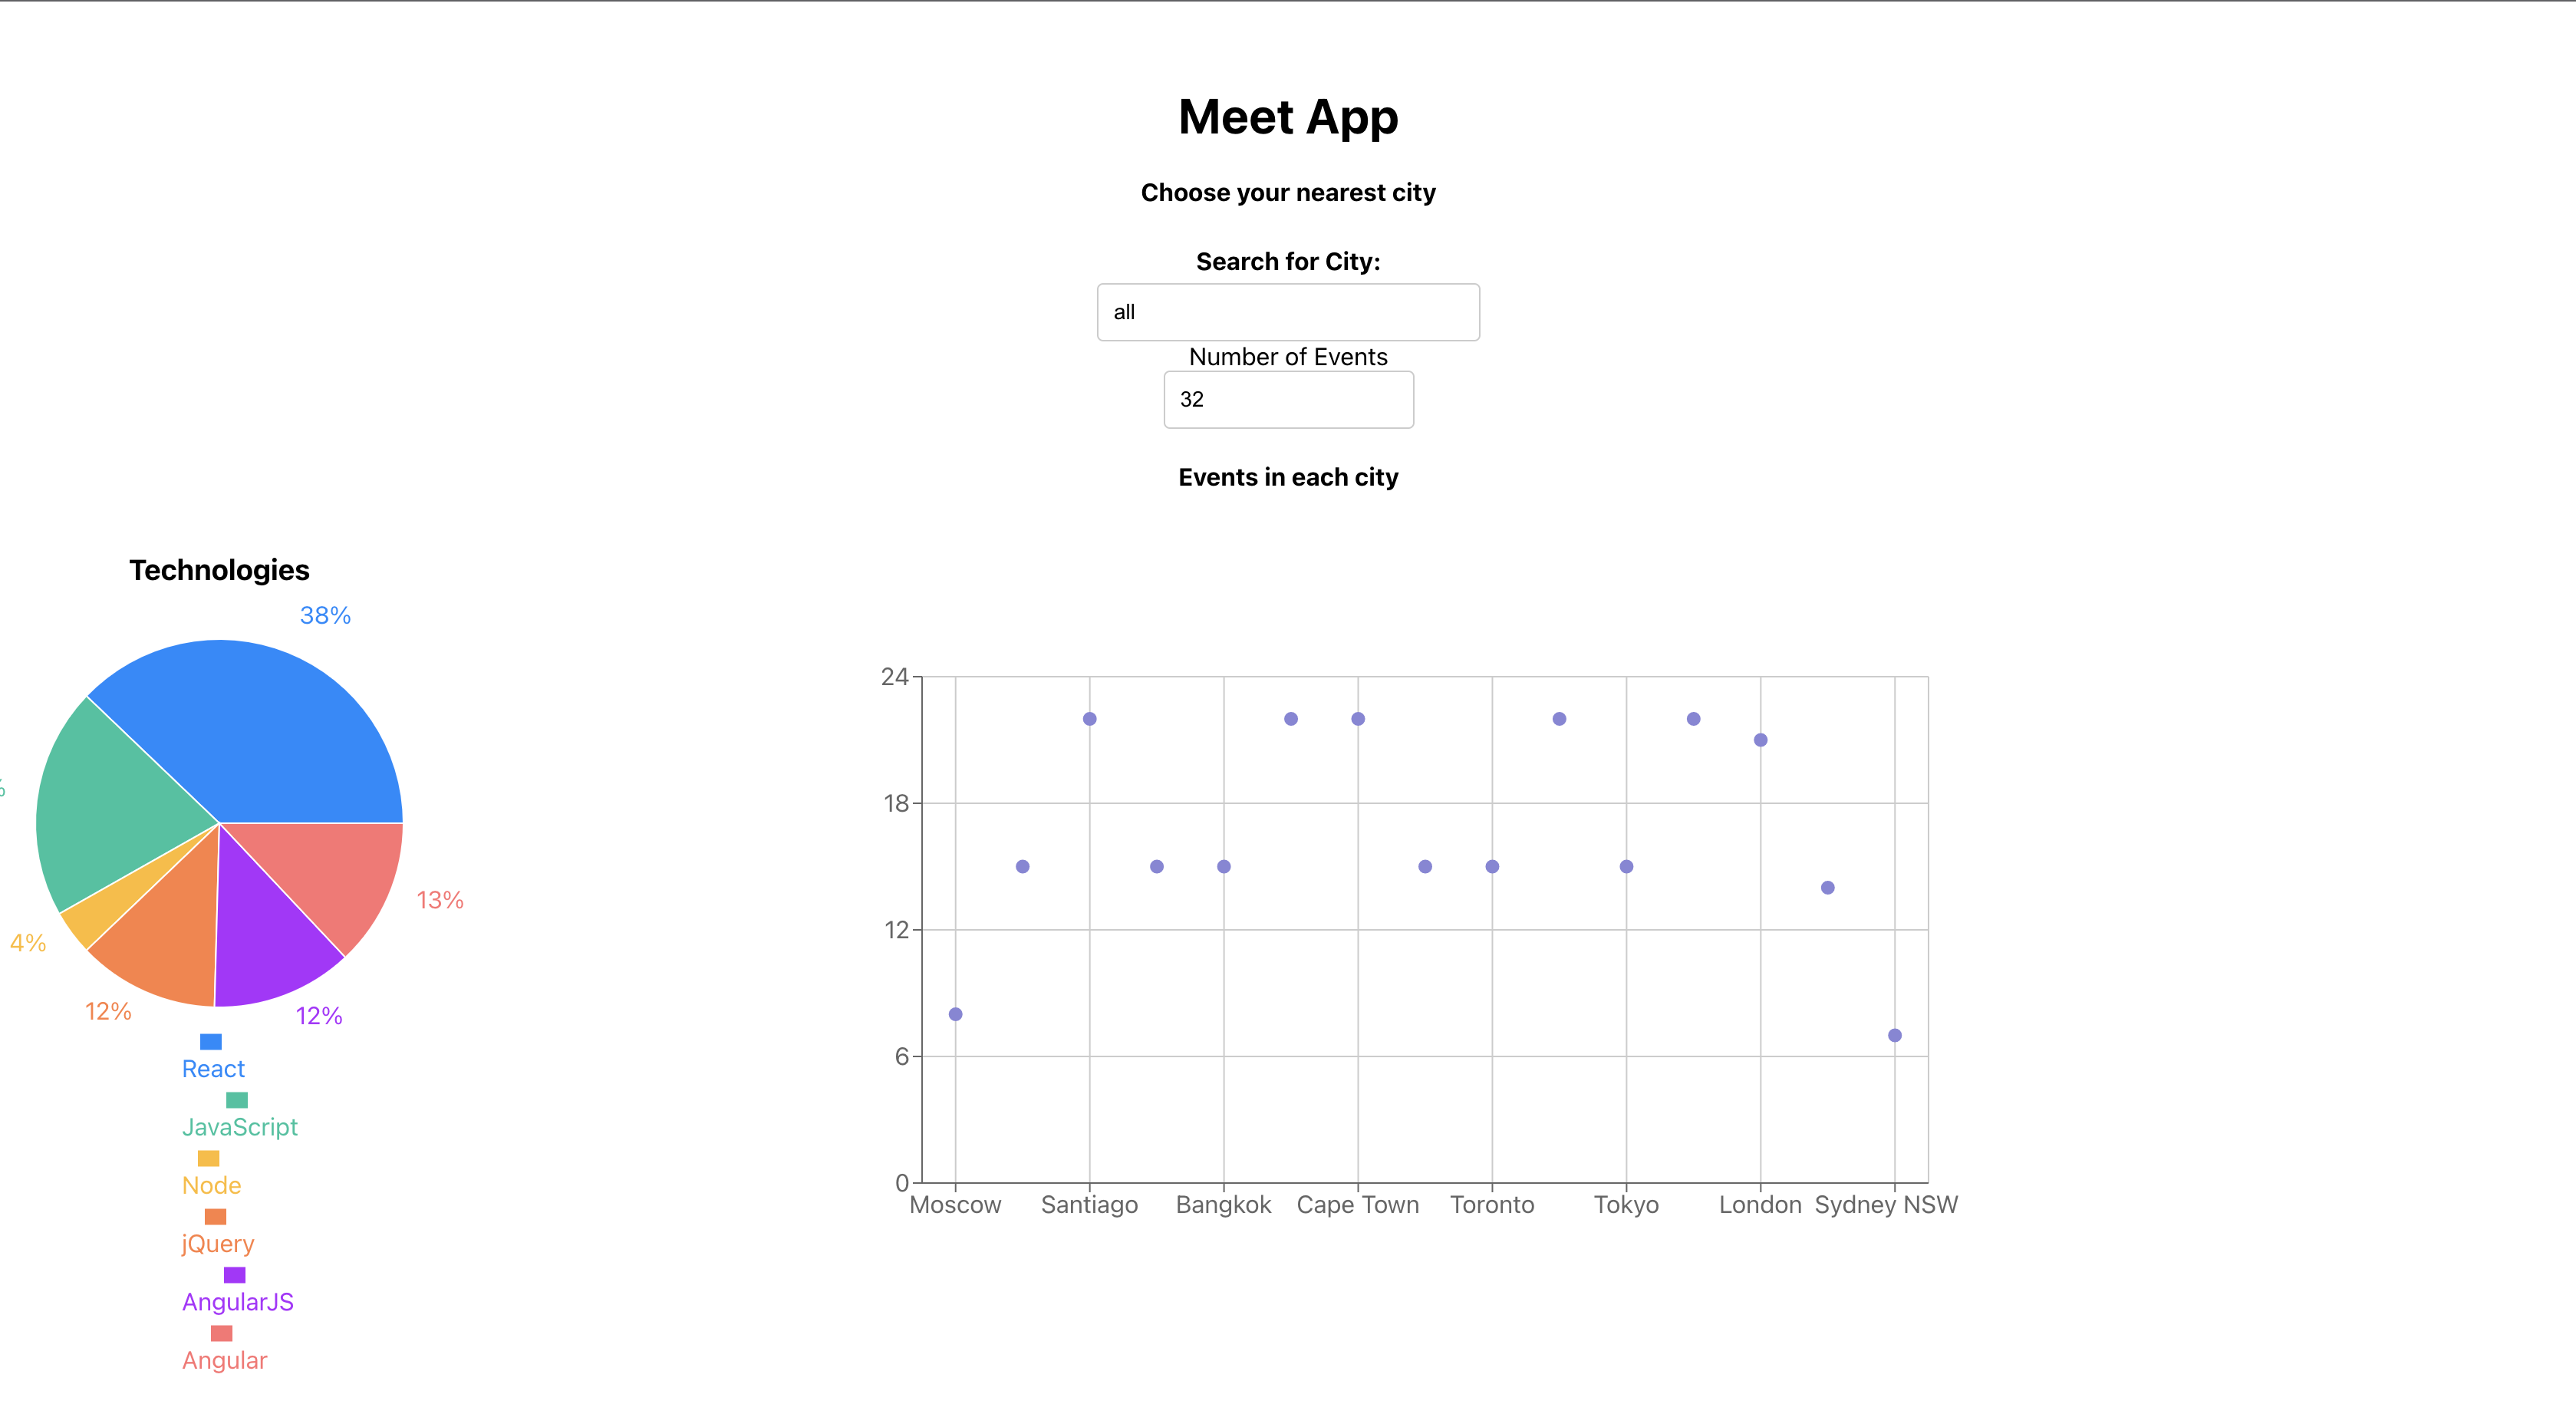 Meet App
Choose your nearest city
Search for City:
all
Number of Events
32
Events in each city
Technologies
38%
%
13%
4%
12%
12%
React
JavaScript
Node
jQuery
AngularJS
Angular
24
18
12
6
0
Moscow Santiago Bangkok Cape Town Toronto Tokyo London Sydney NSW